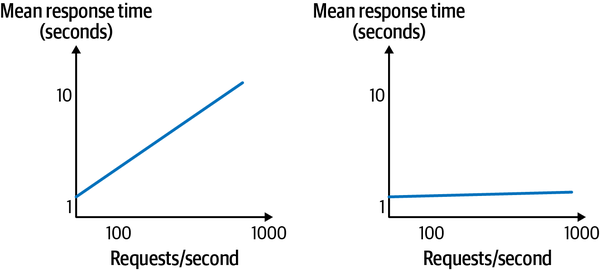 Mean response time
(seconds)
10
1
100
1000
Requests/second
Mean response time
(seconds)
10
1
100
1000
Requests/second